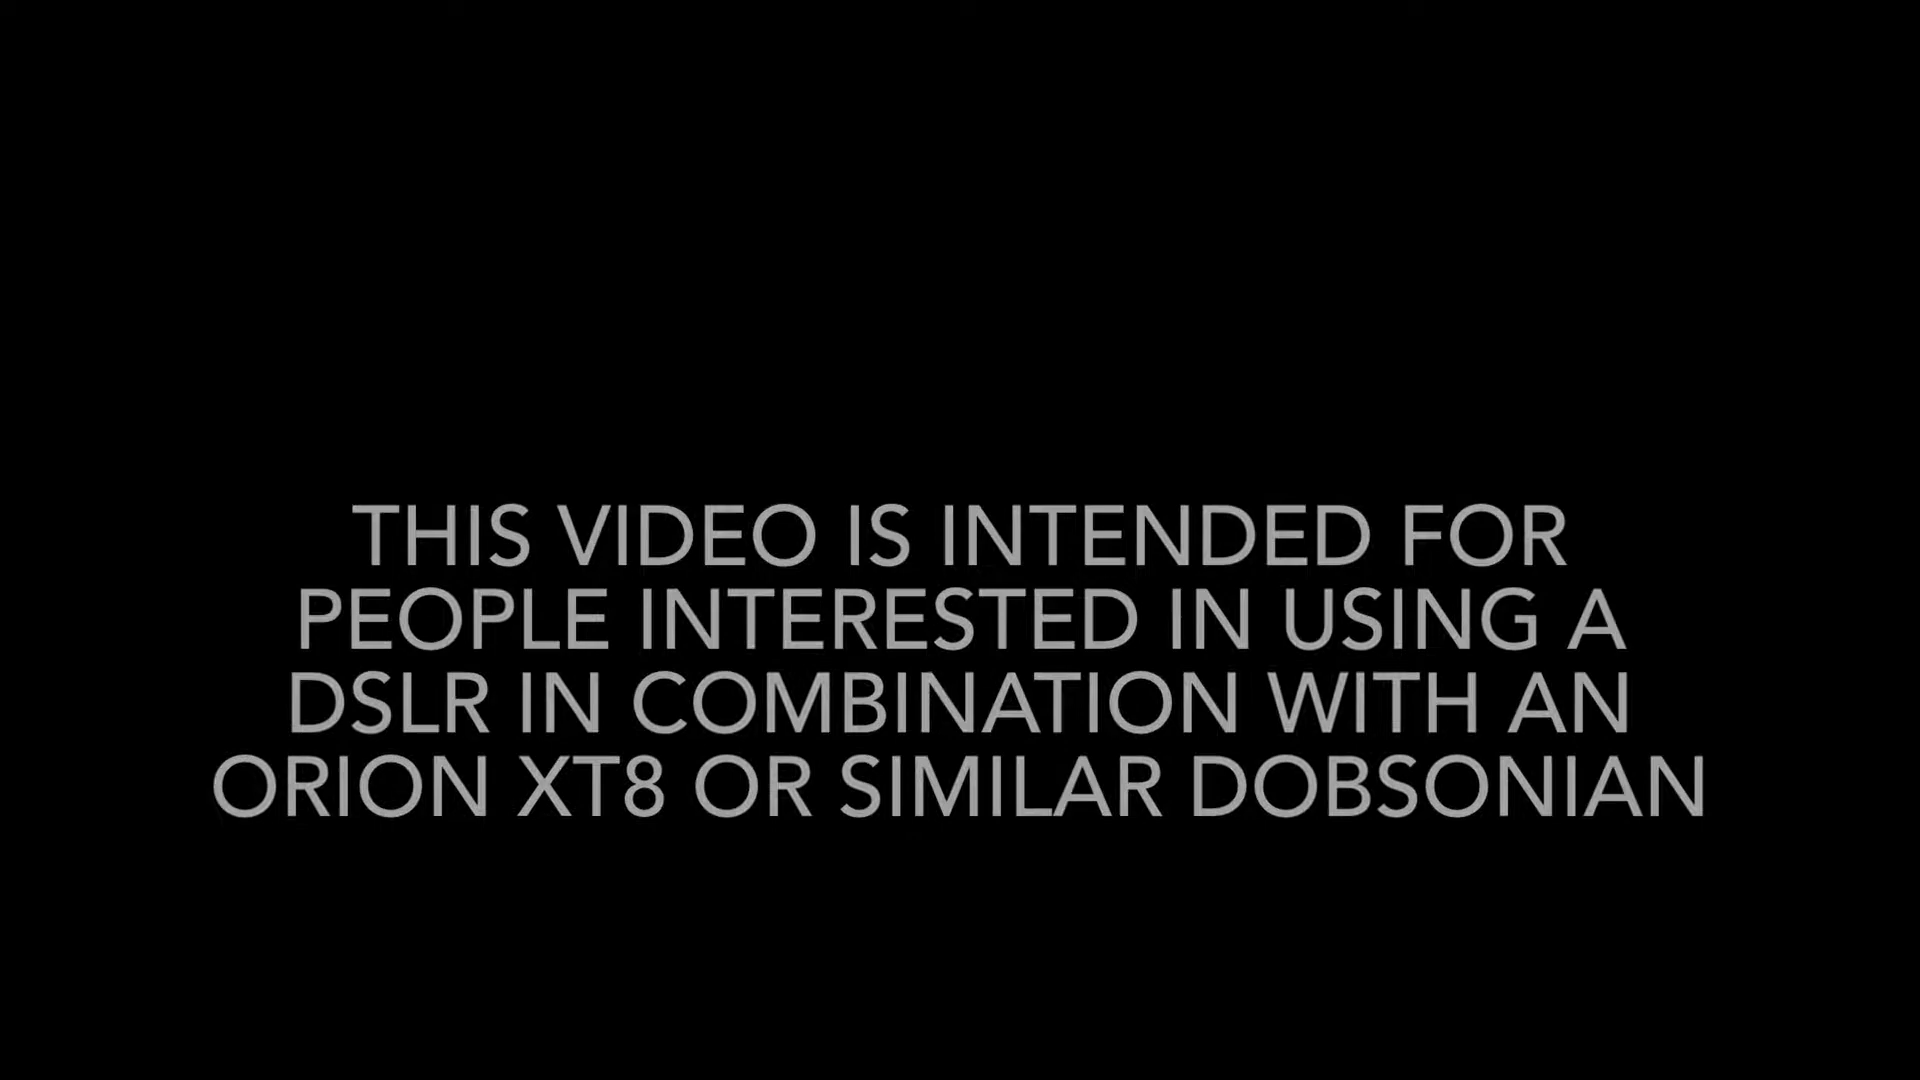 THIS VIDEO IS INTENDED FOR
PEOPLE INTERESTED IN USING A
DSLR IN COMBINATION WITH AN
ORION XT8 OR SIMILAR DOBSONIAN